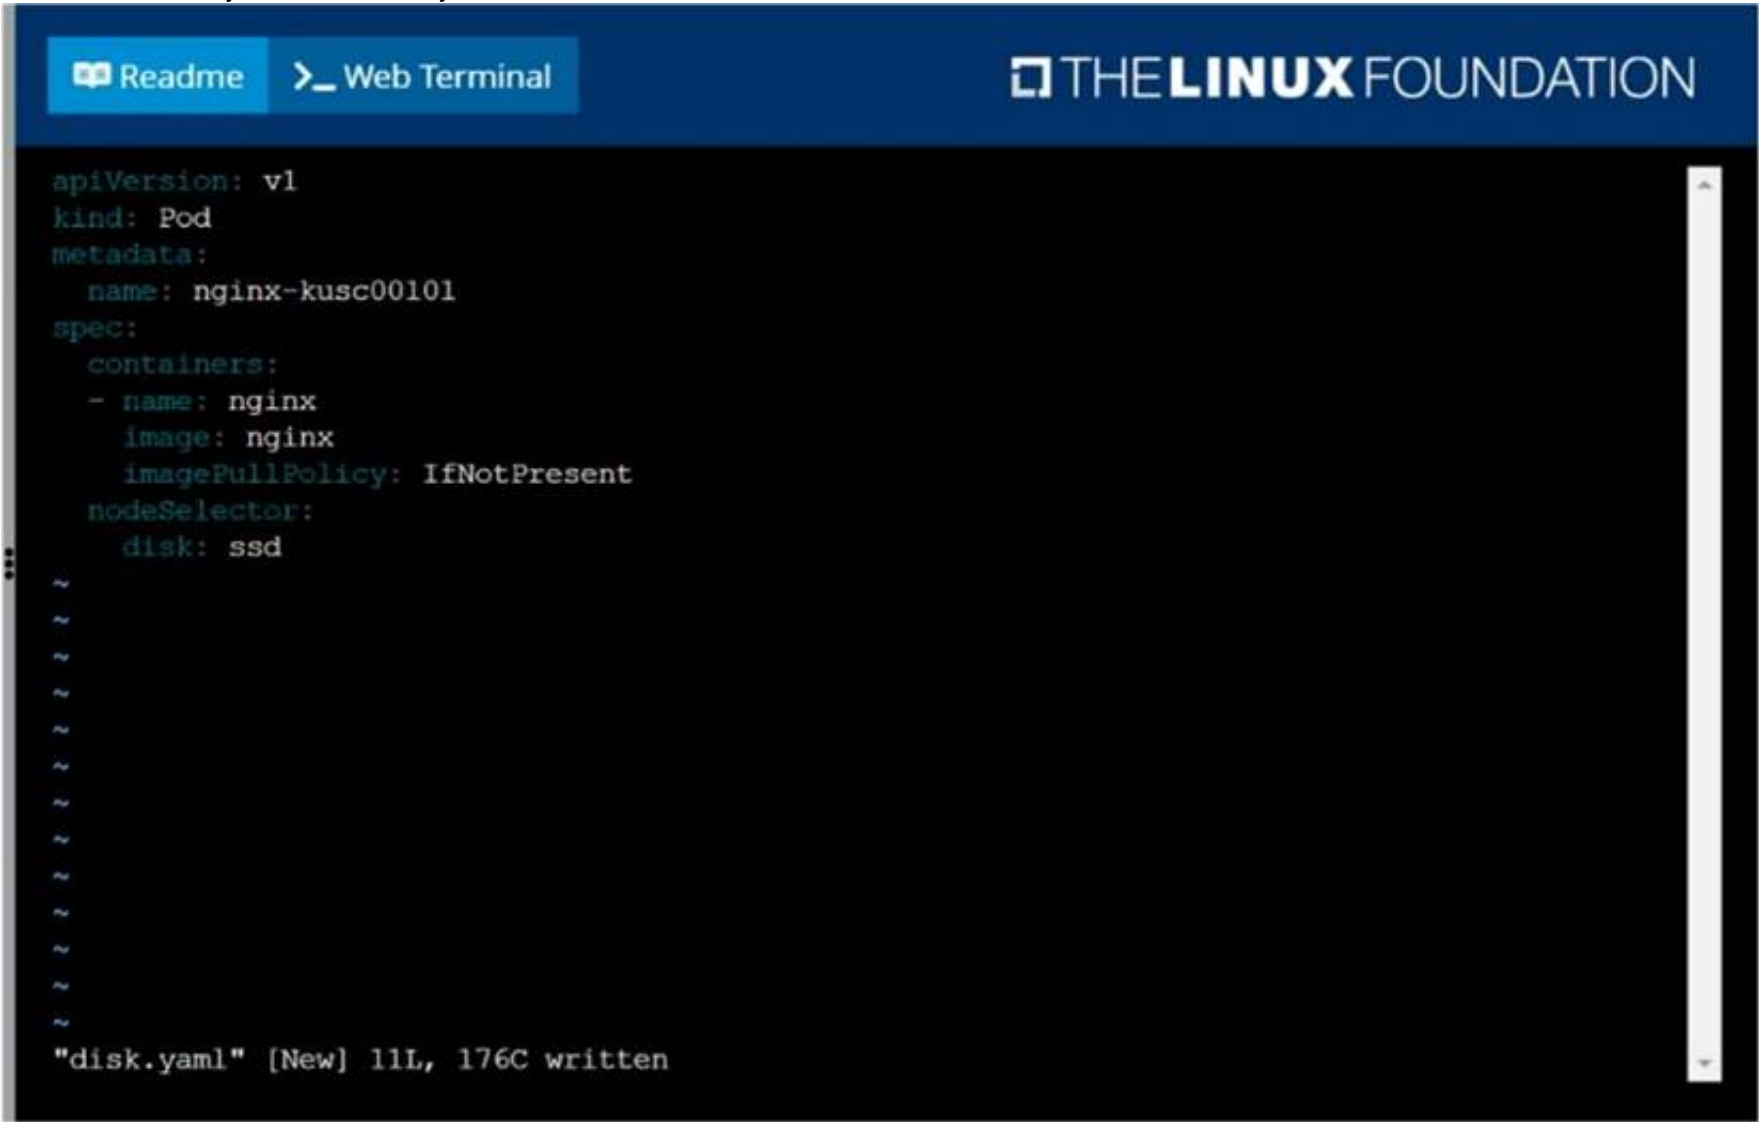 Readme
>_ Web Terminal
THE LINUX FOUNDATION
apiVersion: v1
kind: Pod
metadata:
  name: nginx-kusc00101
spec:
  containers:
  - name: nginx
    image: nginx
    imagePullPolicy: IfNotPresent
  nodeSelector:
    disk: ssd
~
~
~
~
~
~
~
~
~
~
~
~
~
"disk.yaml" [New] 11L, 176C written